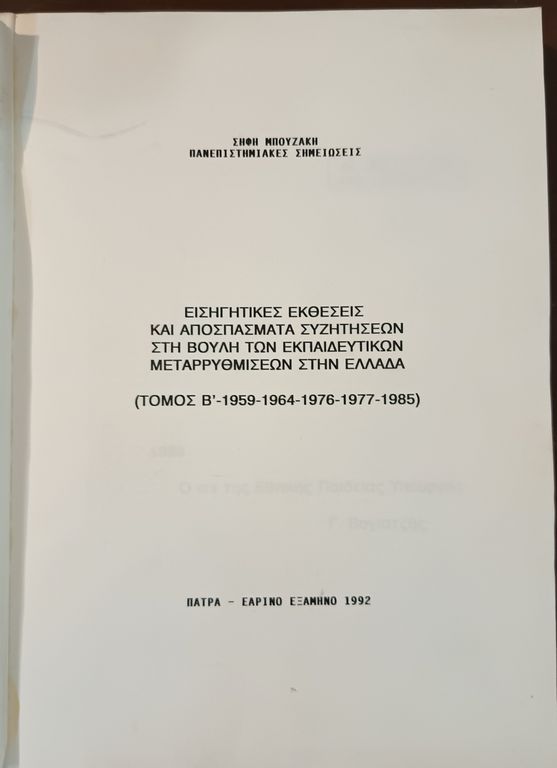 ΣΗΦΗ ΜΠΟΥΖΑΚΗ
ΠΑΝΕΠΙΣΤΗΜΙΑΚΕΣ ΣΗΜΕΙΩΣΕΙΣ
ΕΙΣΗΓΗΤΙΚΕΣ ΕΚΘΕΣΕΙΣ
ΚΑΙ ΑΠΟΣΠΑΣΜΑΤΑ ΣΥΖΗΤΗΣΕΩΝ
ΣΤΗ ΒΟΥΛΗ ΤΩΝ ΕΚΠΑΙΔΕΥΤΙΚΩΝ
ΜΕΤΑΡΡΥΘΜΙΣΕΩΝ ΣΤΗΝ ΕΛΛΑΔΑ
(ΤΟΜΟΣ Β'-1959-1964-1976-1977-1985)
ΠΑΤΡΑ - ΕΑΡΙΝΟ ΕΞΑΜΗΝΟ 1992